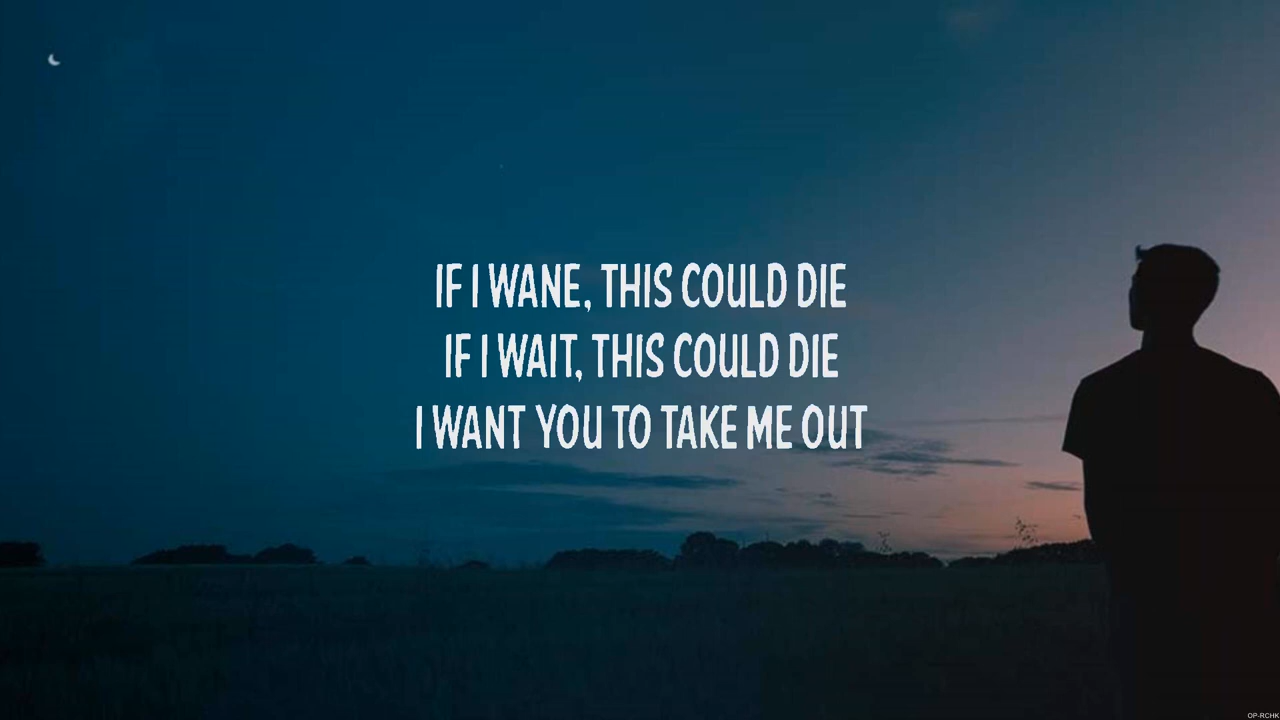 IF I WANE, THIS COULD DIE
IF I WAIT, THIS COULD DIE
I WANT YOU TO TAKE ME OUT
OP-RCHK